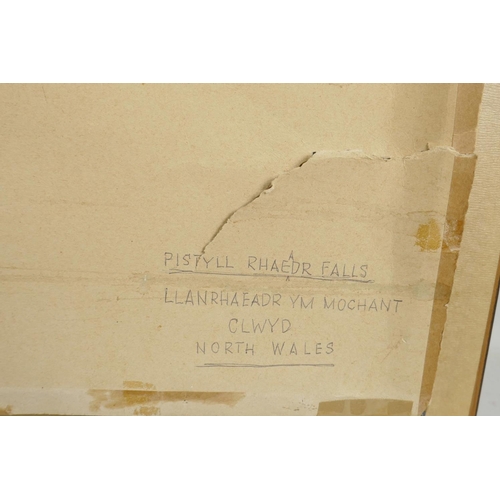 PISTYLL RHAEDR FALLS
LLANRHAEADR YM MOCHANT
CLWYD
NORTH WALES